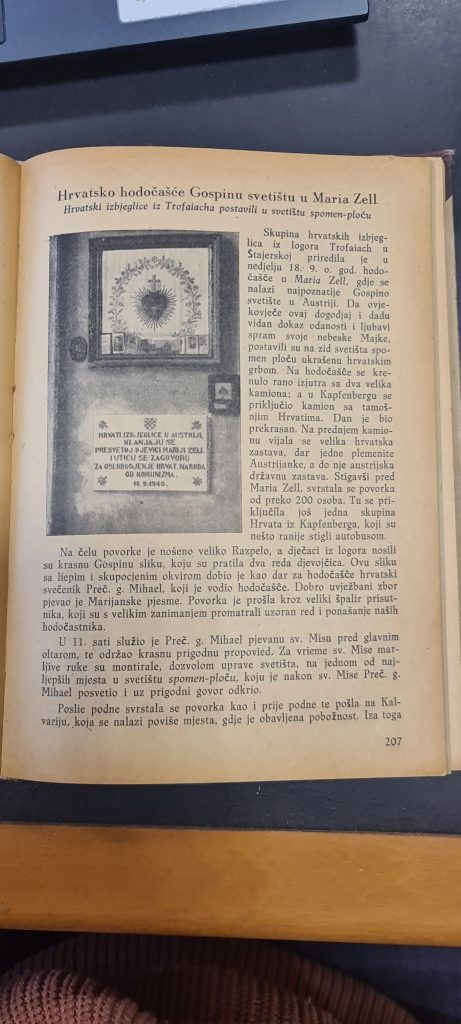 Hrvatsko hodočašće Gospinu svetištu u Maria Zell
Hrvatski izbjeglice iz Trofaiacha postavili u svetištu spomen-ploču
HRVATI IZBJEGLICE U AUSTRIJI,
KLANJAJU SE
PRESVETOJ DJEVICI MARIJI ZELL
I UTIČU SE ZAGOVORU
ZA OSLOBODJENJE HRVAT. NARODA
OD KOMUNIZMA.
18.9.1949.
Skupina hrvatskih izbjeg-
lica iz logora Trofaiach u
Štajerskoj priredila je u
nedjelju 18. 9. o. god. hodo-
čašče u Maria Zell, gdje se
nalazi najpoznatije Gospino
svetište u Austriji. Da ovje-
kovječe ovaj dogodjaj i dadu
vidan dokaz odanosti i ljubavi
spram svoje nebeske Majke,
postavili su na zid svetišta spo-
men ploču ukrašenu hrvatskim
grbom. Na hodočašče se kre-
nulo rano izjutra sa dva velika
kamiona; a u Kapfenbergu se
priključio kamion sa tamoš-
njim Hrvatima. Dan je bio
prekrasan. Na prednjem kamio-
nu vijala se velika hrvatska
zastava, dar jedne plemenite
Austrijanke, a do nje austrijska
državna zastava. Stigavši pred
Maria Zell, svrstala se povorka
od preko 200 osoba. Tu se pri-
ključila još jedna skupina
Hrvata iz Kapfenberga, koji su
nešto ranije stigli autobusom.
Na čelu povorke je nošeno veliko Razpelo, a dječaci iz logora nosili
su krasnu Gospinu sliku, koju su pratila dva reda djevojčica. Ovu sliku
sa liepim i skupocjenim okvirom dobio je kao dar za hodočašče hrvatski
svečenik Preč. g. Mihael, koji je vodio hodočašče. Dobro uvježbani zbor
pjevao je Marijanske pjesme. Povorka je prošla kroz veliki špalir prisut-
nika, koji su s velikim zanimanjem promatrali uzoran red i ponašanje naših
hodočastnika.
U 11. sati služio je Preč. g. Mihael pjevanu sv. Misu pred glavnim
oltarom, te održao krasnu prigodnu propovied. Za vrieme sv. Mise mar-
ljive ruke su montirale, dozvolom uprave svetišta, na jednom od naj-
ljepših mjesta u svetištu spomen-ploču, koju je nakon sv. Mise Preč. g.
Mihael posvetio i uz prigodni govor odkrio.
Poslie podne svrstala se povorka kao i prije podne te pošla na Kal-
variju, koja se nalazi poviše mjesta, gdje je obavljena pobožnost. Iza toga
207